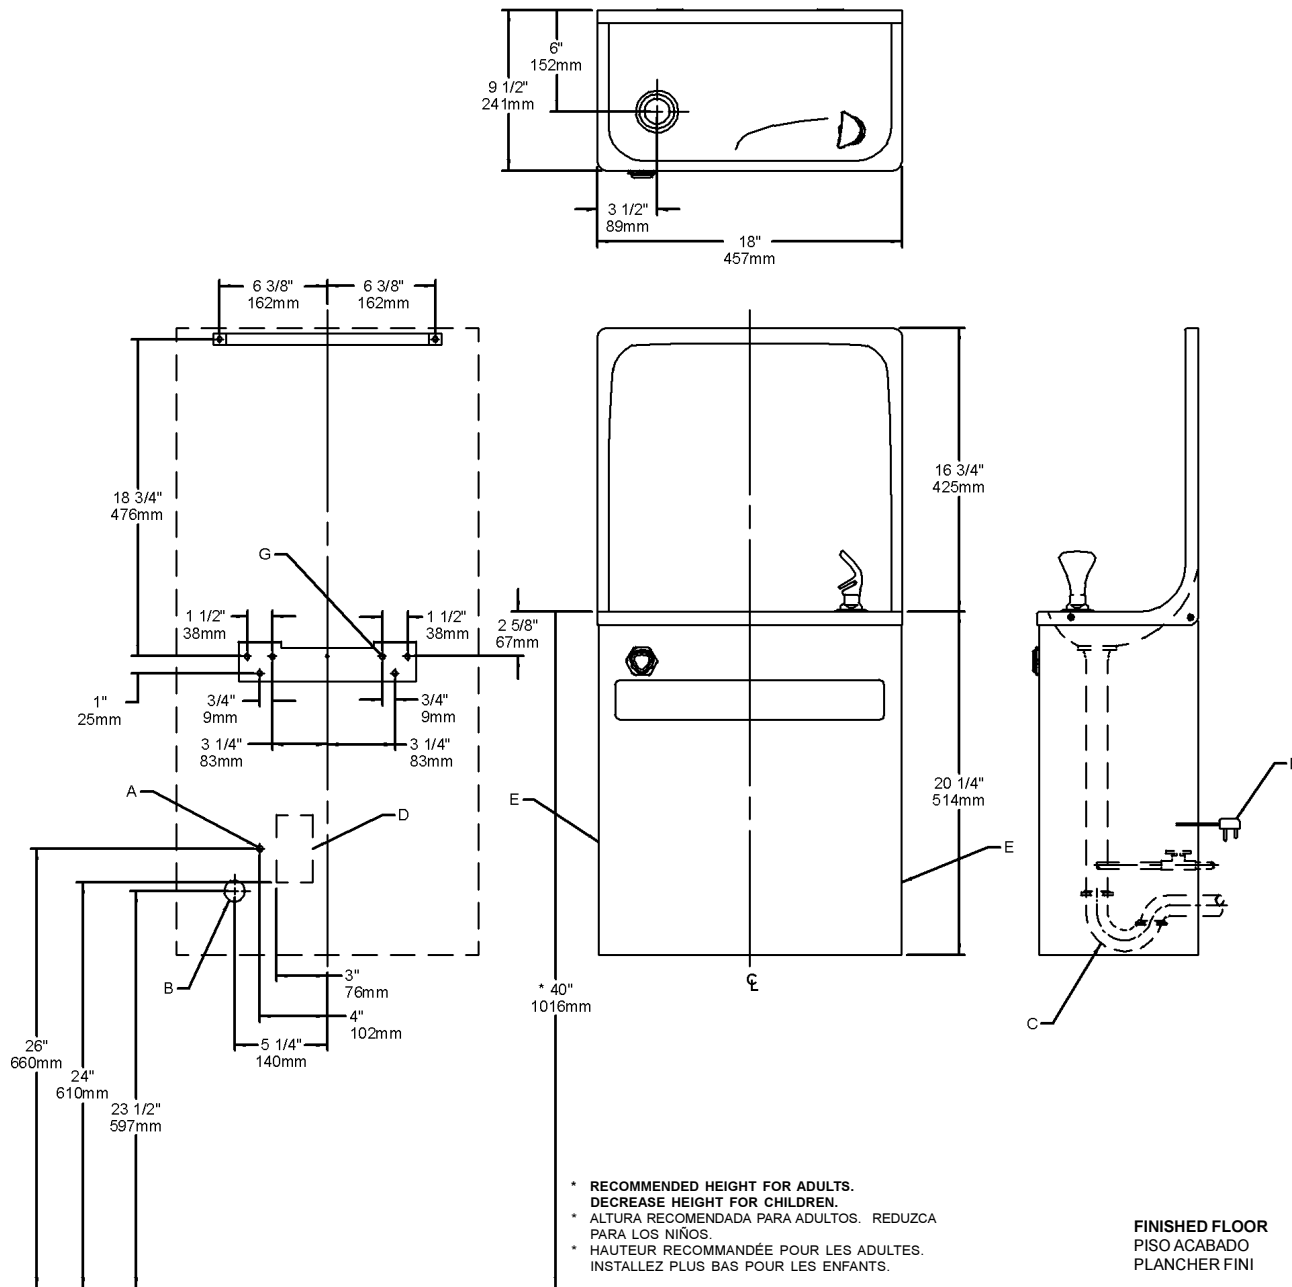 6"
152mm
9 1/2"
241mm
3 1/2"
89mm
18"
457mm
6 3/8"
162mm
6 3/8"
162mm
18 3/4"
476mm
16 3/4"
425mm
G
1 1/2"
38mm
1 1/2"
38mm
2 5/8"
67mm
1"
25mm
3/4"
9mm
3/4"
9mm
3 1/4"
83mm
3 1/4"
83mm
A
D
E
20 1/4"
514mm
E
B
3"
76mm
4"
102mm
5 1/4"
140mm
* 40"
1016mm
℄
C
26"
660mm
24"
610mm
23 1/2"
597mm
* RECOMMENDED HEIGHT FOR ADULTS.
DECREASE HEIGHT FOR CHILDREN.
* ALTURA RECOMENDADA PARA ADULTOS. REDUZCA
PARA LOS NIÑOS.
* HAUTEUR RECOMMANDÉE POUR LES ADULTES.
INSTALLEZ PLUS BAS POUR LES ENFANTS.
FINISHED FLOOR
PISO ACABADO
PLANCHER FINI